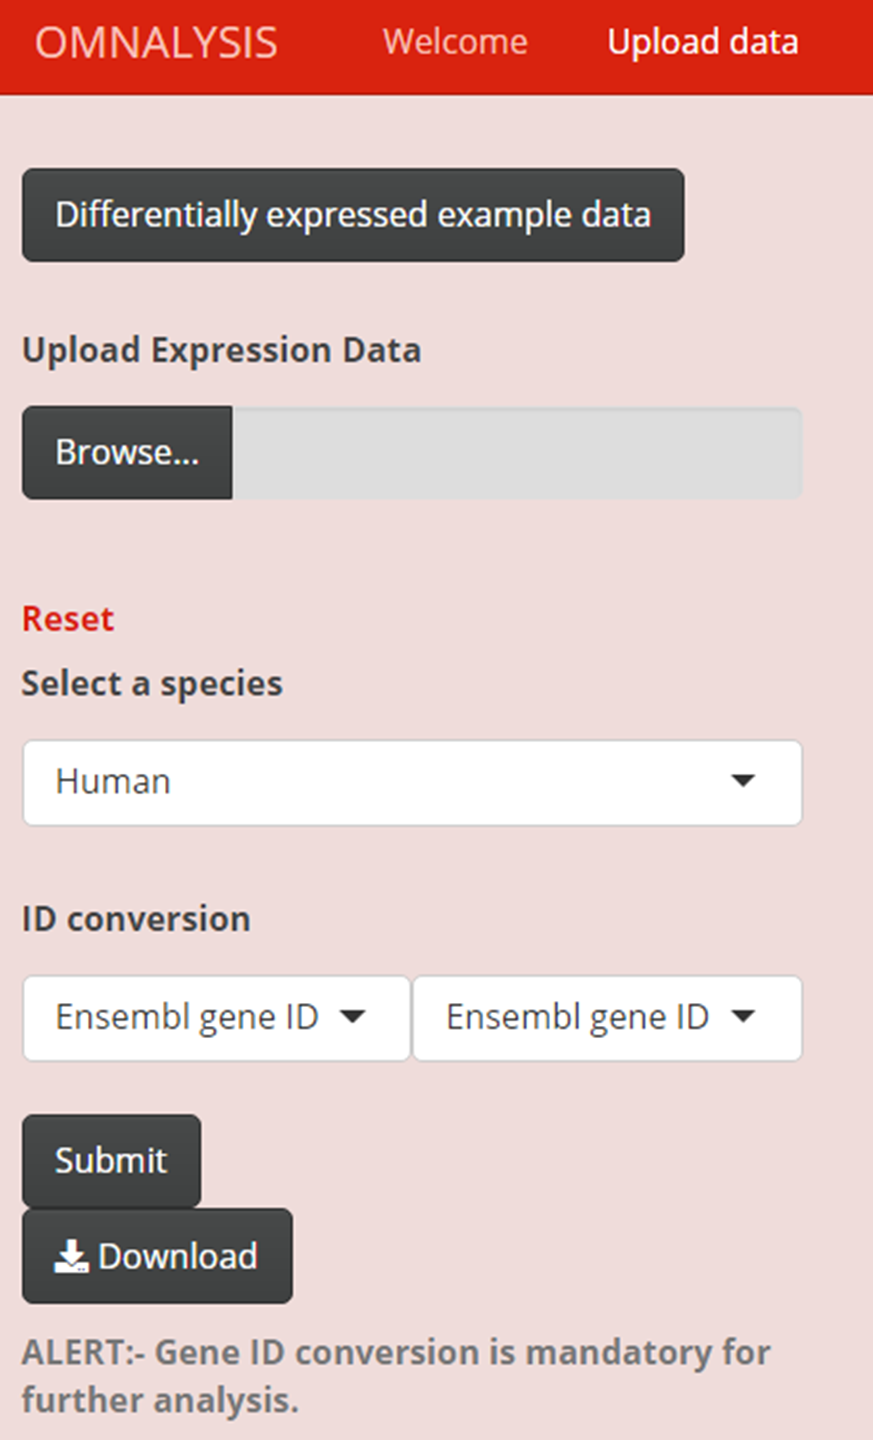 OMNALYSIS Welcome Upload data
Differentially expressed example data
Upload Expression Data
Browse...
Reset
Select a species
Human
ID conversion
Ensembl gene ID Ensembl gene ID
Submit
Download
ALERT:- Gene ID conversion is mandatory for
further analysis.